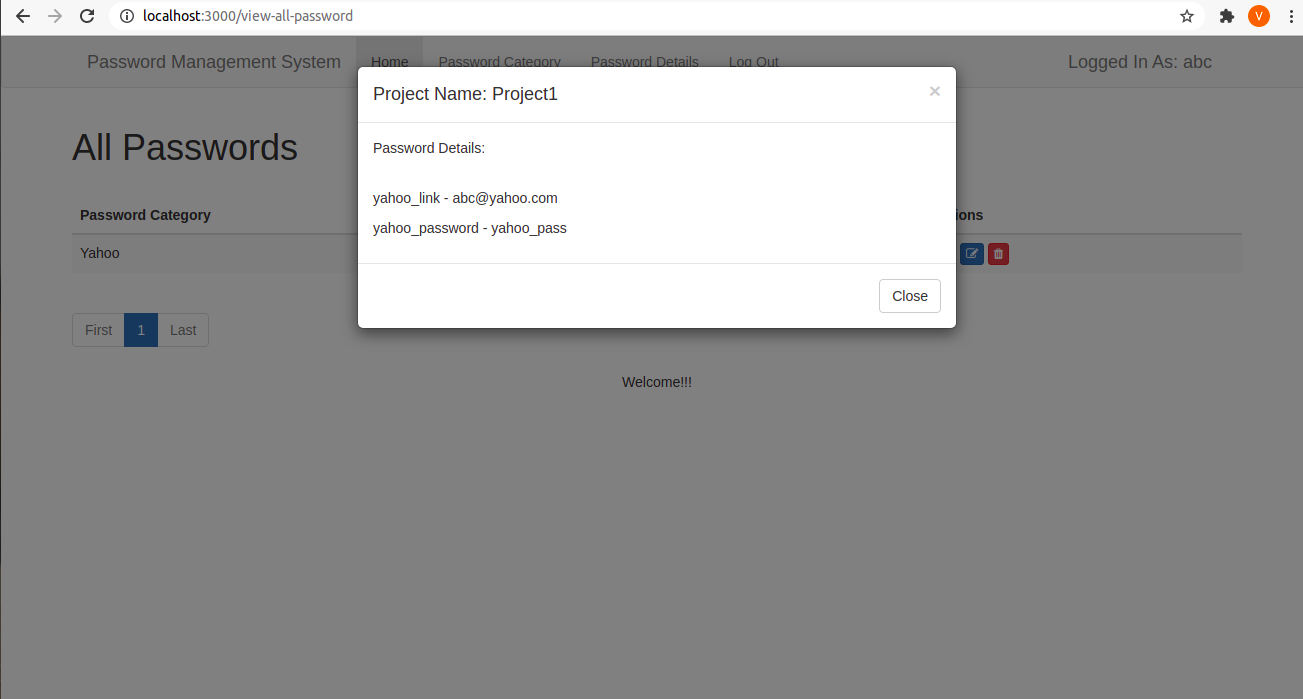 localhost:3000/view-all-password
V
Password Management System Home Password Category Password Details Log Out Logged In As: abc
Project Name: Project1 ×
Password Details:
yahoo_link - abc@yahoo.com
yahoo_password - yahoo_pass
Close
All Passwords
Password Category ions
Yahoo
First 1 Last
Welcome!!!